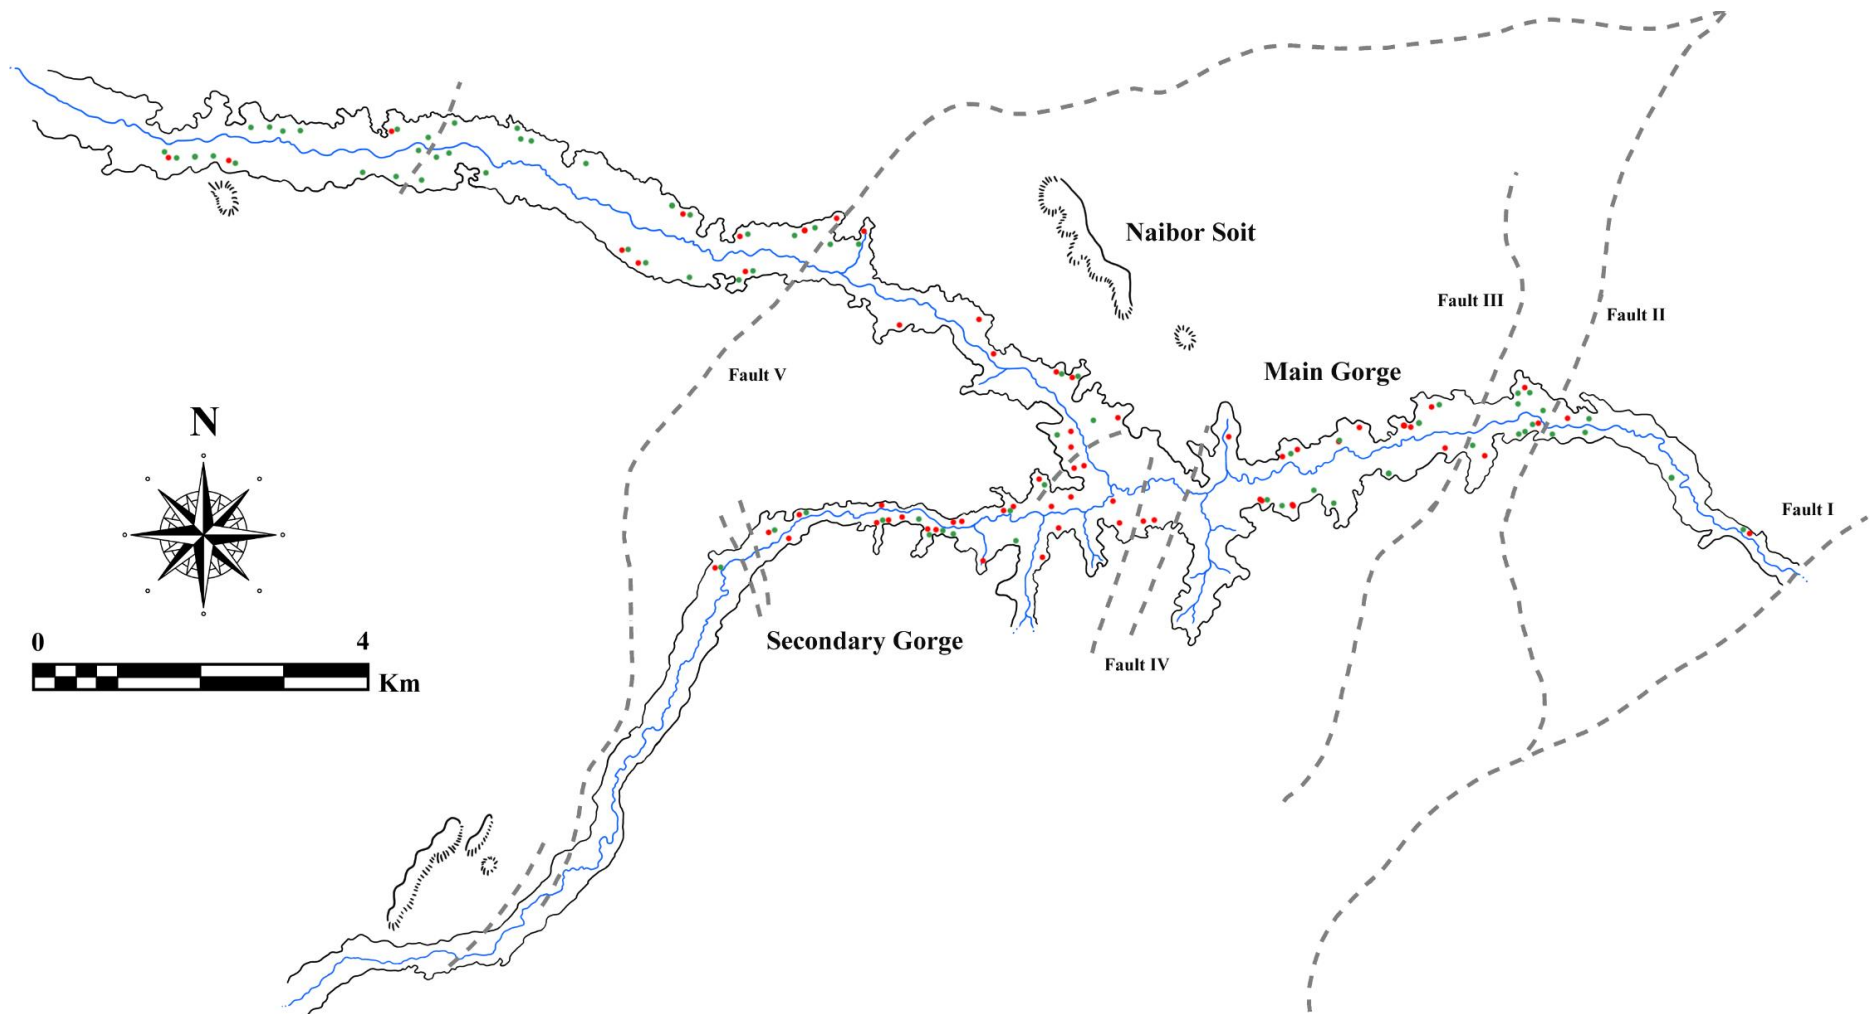 Naibor Soit
Fault III
Fault II
Fault V
Main Gorge
N
Fault I
0 4
Secondary Gorge
Fault IV
Km